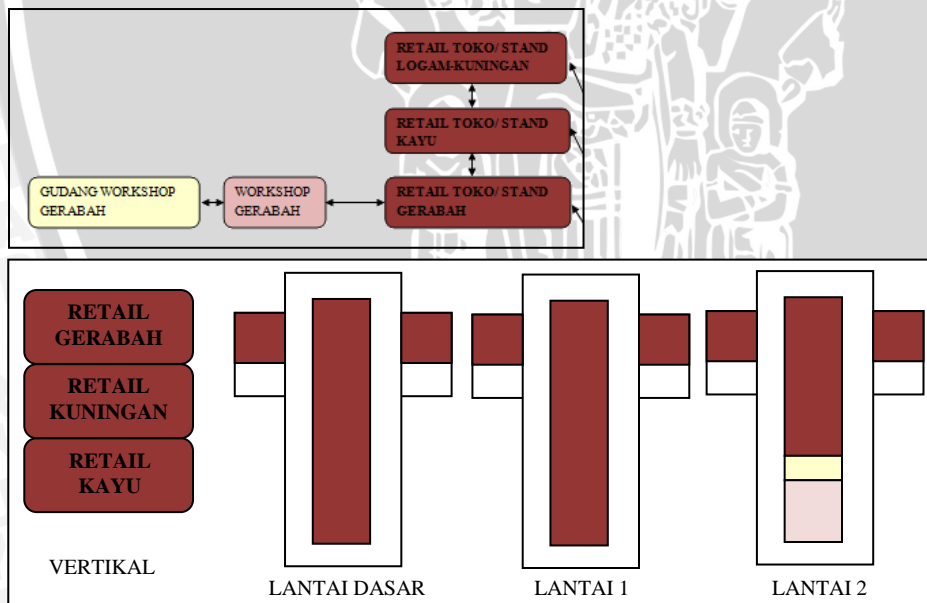 RETAIL TOKO/ STAND
LOGAM-KUNINGAN
RETAIL TOKO/ STAND
KAYU
GUDANG WORKSHOP
GERABAH
WORKSHOP
GERABAH
RETAIL TOKO/ STAND
GERABAH
RETAIL
GERABAH
RETAIL
KUNINGAN
RETAIL
KAYU
VERTIKAL
LANTAI DASAR
LANTAI 1
LANTAI 2